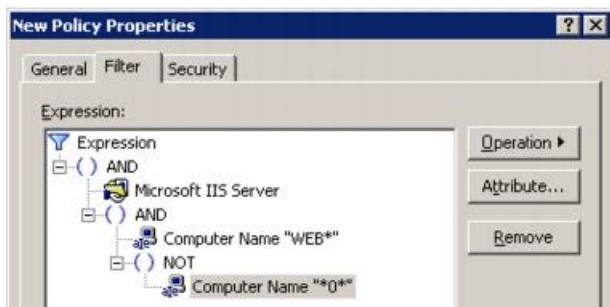 New Policy Properties
? X
General Filter Security
Expression:
Expression
Operation
( ) AND
Microsoft IIS Server
Attribute...
( ) AND
Computer Name "WEB*"
Remove
( ) NOT
Computer Name "*0*"